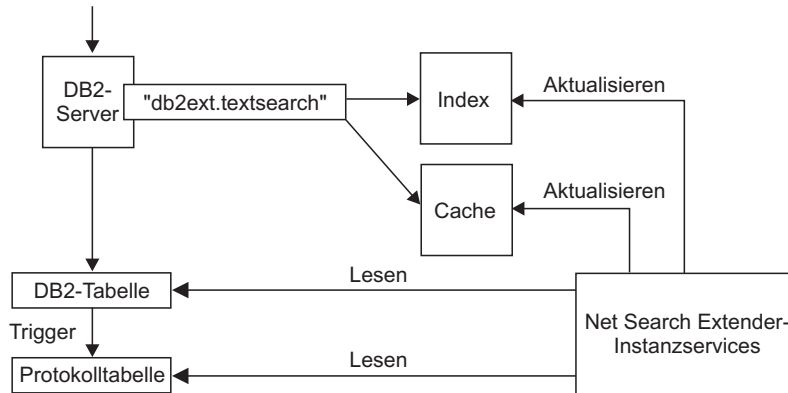 DB2-
Server
"db2ext.textsearch"
Index
Aktualisieren
Cache
Aktualisieren
DB2-Tabelle
Lesen
Trigger
Net Search Extender-
Instanzservices
Protokolltabelle
Lesen